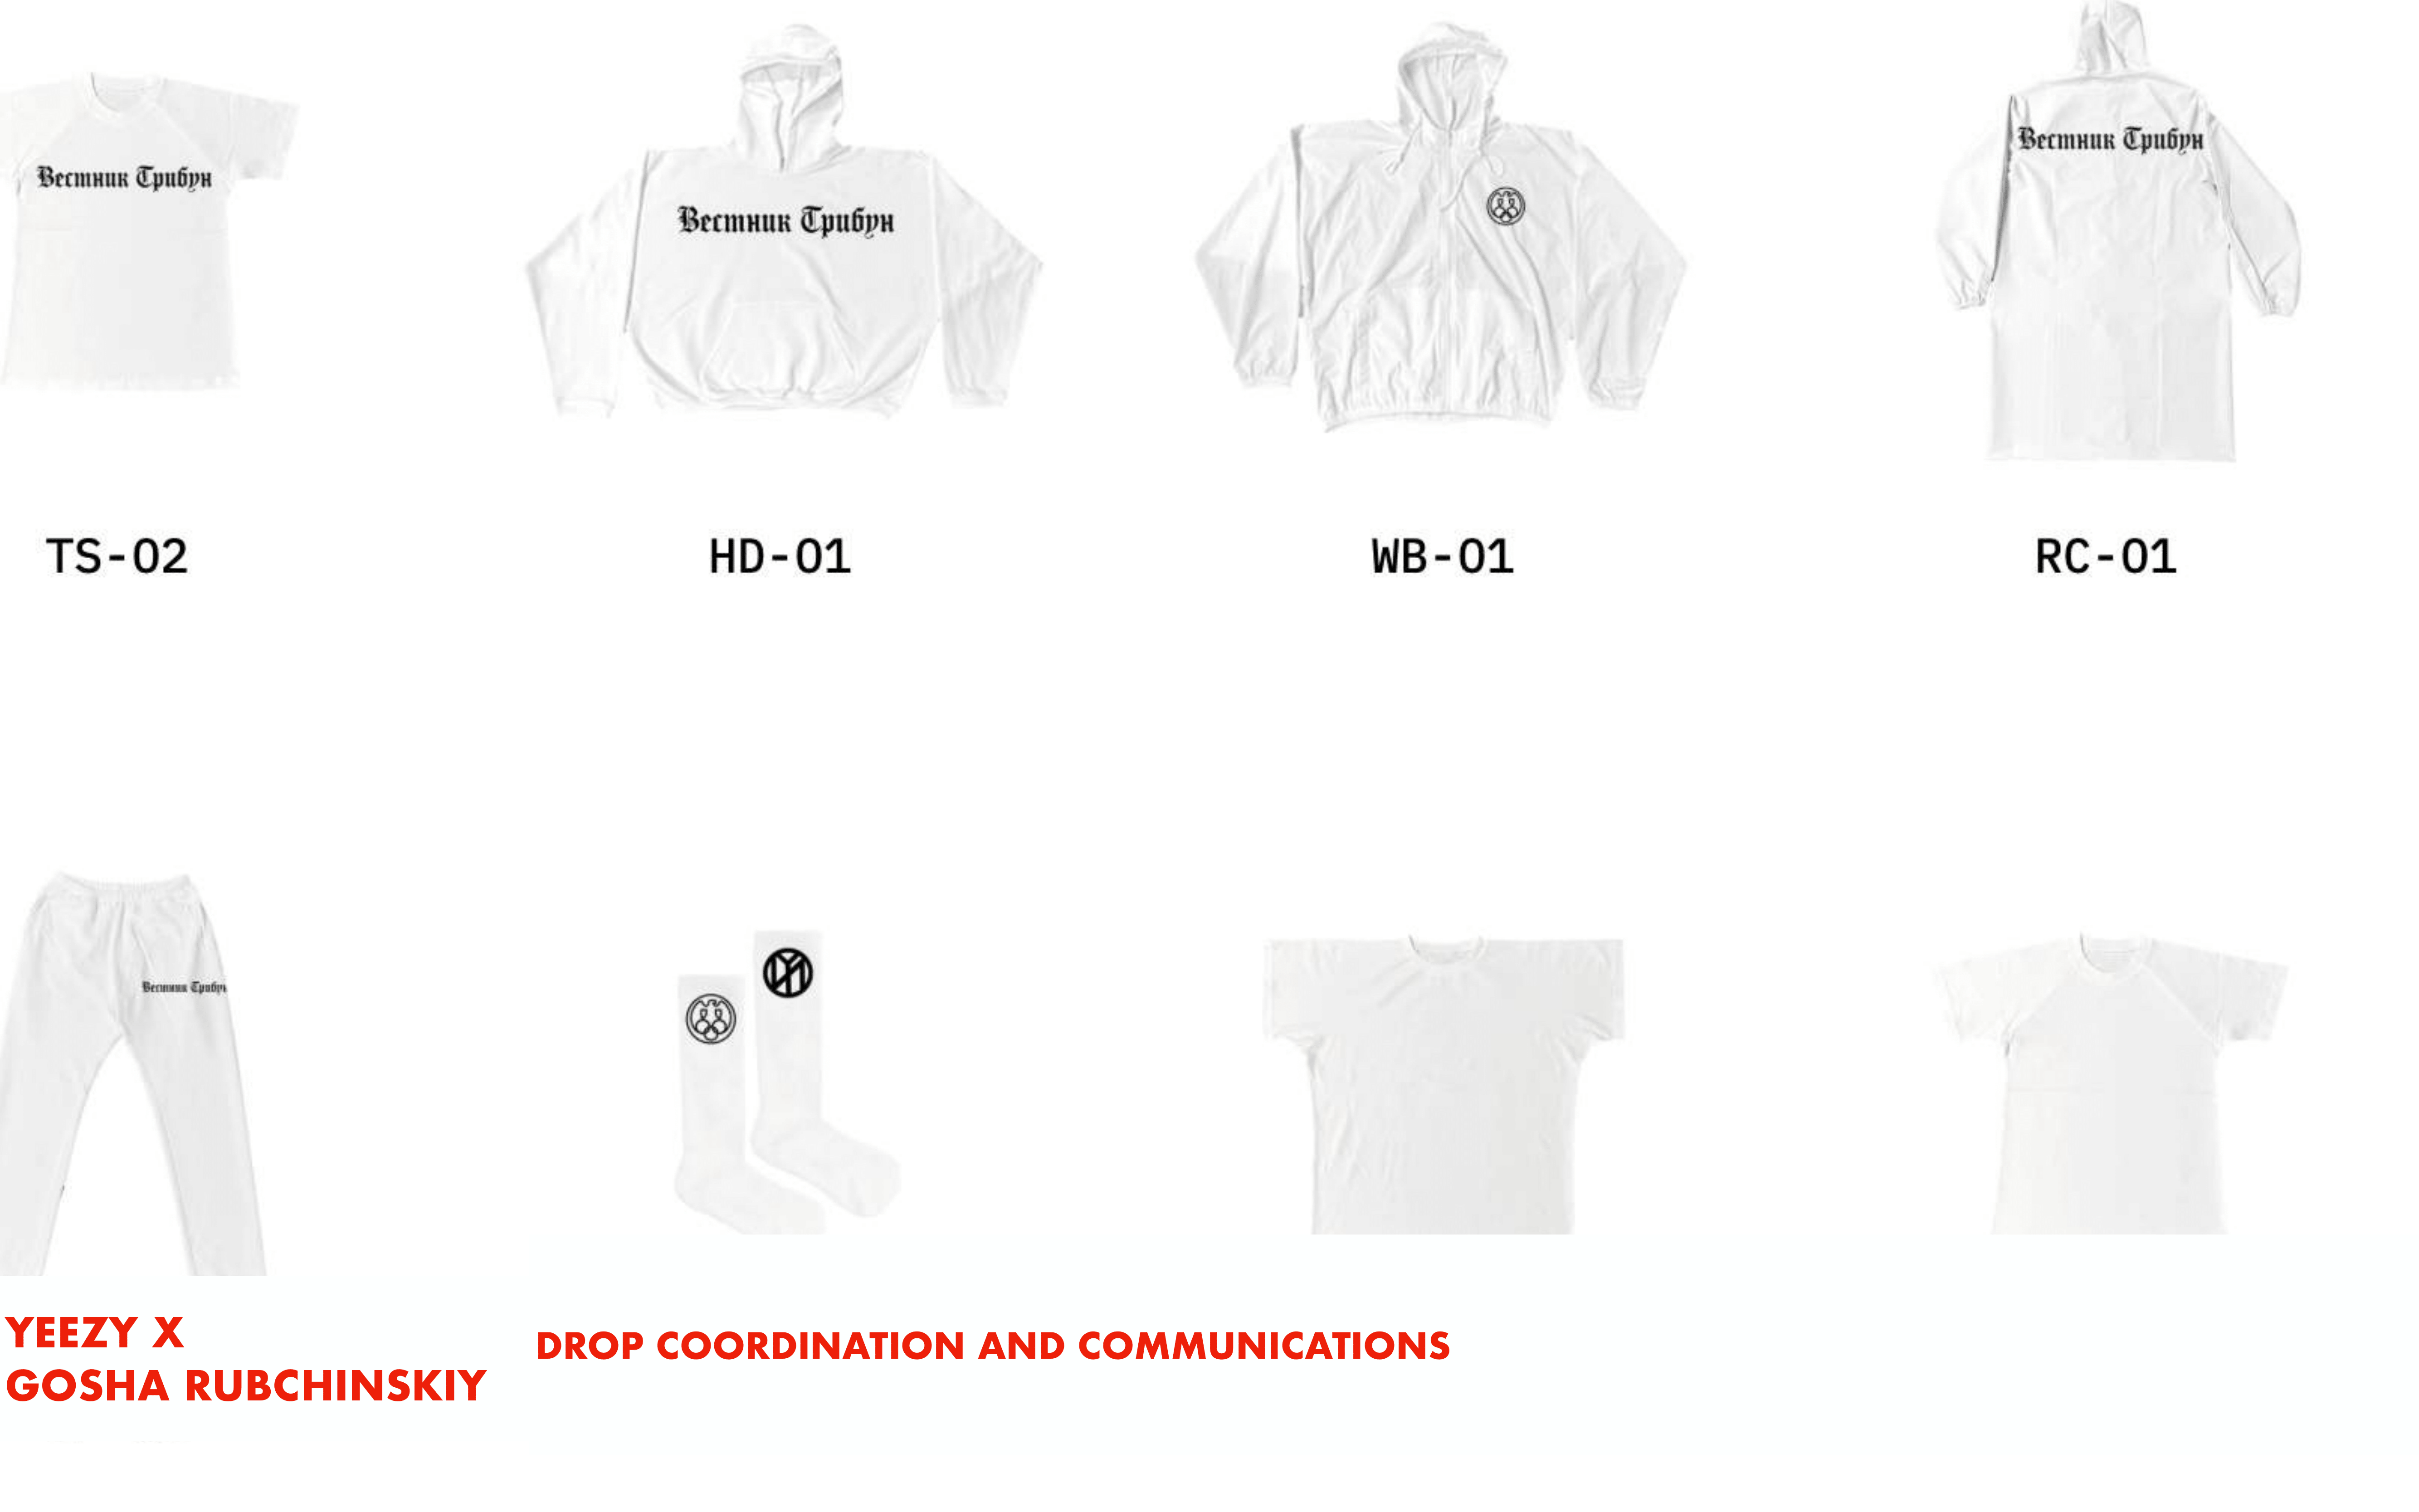 Вестник Трибун
Вестник Трибун
Вестник Трибун
TS-02
HD-01
WB-01
RC-01
Вестник Трибун
YEEZY X
GOSHA RUBCHINSKIY
DROP COORDINATION AND COMMUNICATIONS